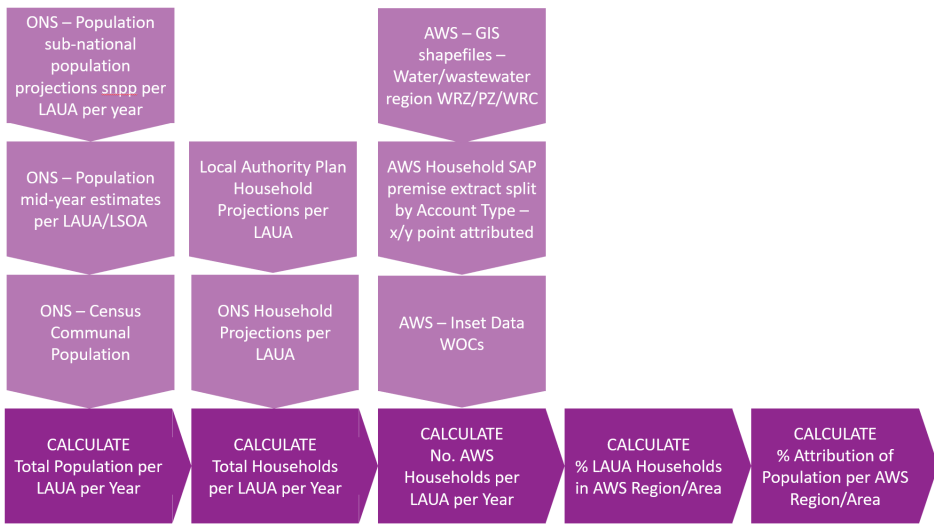 ONS – Population
sub-national
population
projections snpp per
LAUA per year
AWS – GIS
shapefiles –
Water/wastewater
region WRZ/PZ/WRC
ONS – Population
mid-year estimates
per LAUA/LSOA
Local Authority Plan
Household
Projections per
LAUA
AWS Household SAP
premise extract split
by Account Type –
x/y point attributed
ONS – Census
Communal
Population
ONS Household
Projections per
LAUA
AWS – Inset Data
WOCs
CALCULATE
Total Population per
LAUA per Year
CALCULATE
Total Households
per LAUA per Year
CALCULATE
No. AWS
Households per
LAUA per Year
CALCULATE
% LAUA Households
in AWS Region/Area
CALCULATE
% Attribution of
Population per AWS
Region/Area